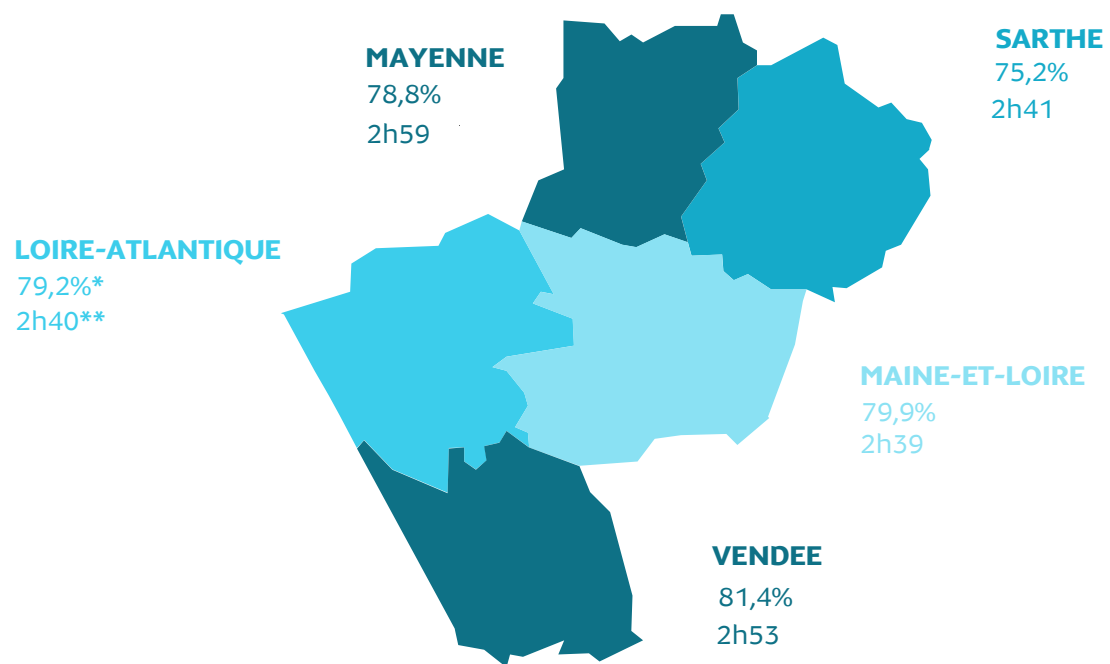 MAYENNE
78,8%
2h59
SARTHE
75,2%
2h41
LOIRE-ATLANTIQUE
79,2%*
2h40**
MAINE-ET-LOIRE
79,9%
2h39
VENDEE
81,4%
2h53